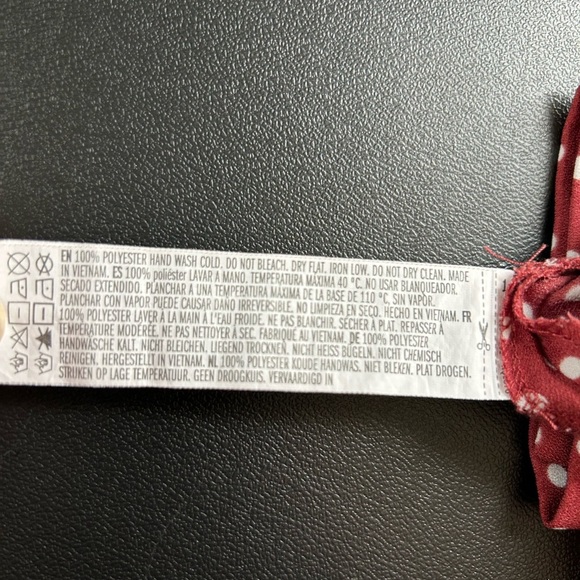 EN 100% POLYESTER HAND WASH COLD. DO NOT BLEACH. DRY FLAT. IRON LOW. DO NOT DRY CLEAN. MADE
IN VIETNAM. ES 100% poliéster LAVAR A MANO, TEMPERATURA MAXIMA 40 °C. NO USAR BLANQUEADOR.
SECADO EXTENDIDO. PLANCHAR A UNA TEMPERATURA MAXIMA DE LA BASE DE 110 °C, SIN VAPOR.
PLANCHAR CON VAPOR PUEDE CAUSAR DANO IRREVERSIBLE. NO LIMPIEZA EN SECO. HECHO EN VIETNAM. FR
100% POLYESTER LAVER À LA MAIN À L'EAU FROIDE. NE PAS BLANCHIR. SÉCHER À PLAT. REPASSER À
TEMPÉRATURE MODÉRÉE. NE PAS NETTOYER A SEC. FABRIQUÉ AU VIETNAM. DE 100% POLYESTER
HANDWÄSCHE KALT. NICHT BLEICHEN. LIEGEND TROCKNEN. NICHT HEISS BÜGELN. NICHT CHEMISCH
REINIGEN. HERGESTELLT IN VIETNAM. NL 100% POLYESTER KOUDE HANDWAS. NIET BLEKEN. PLAT DROGEN.
STRIJKEN OP LAGE TEMPERATUUR. GEEN DROOGKUIS. VERVAARDIGD IN